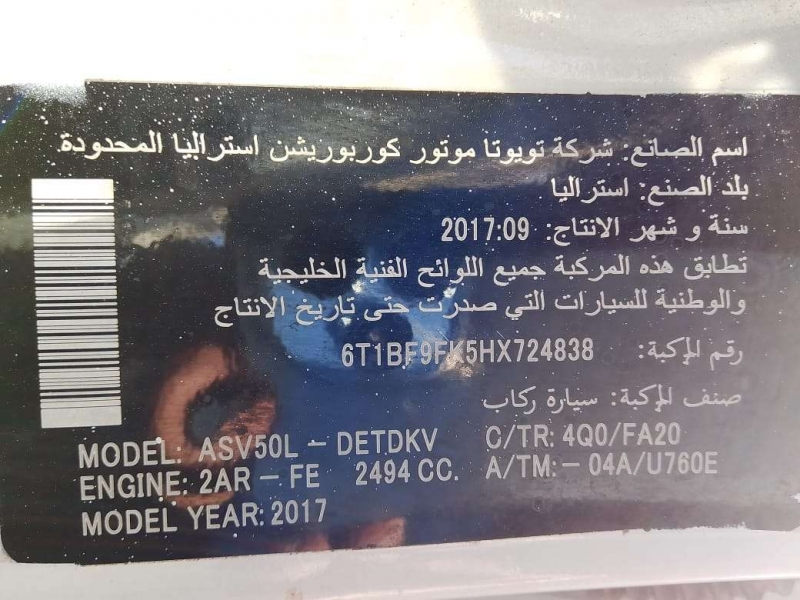 اسم الصانع: شركة تويوتا موتور كوربوريشن استراليا المحدودة
بلد الصنع: استراليا
سنة و شهر الانتاج: 2017:09
تطابق هذه المركبة جميع اللوائح الفنية الخليجية
والوطنية للسيارات التي صدرت حتى تاريخ الانتاج
رقم المركبة: 6T1BF9FK5HX724838
صنف المركبة: سيارة ركاب
MODEL: ASV50L - DETDKV C/TR: 4Q0/FA20
ENGINE: 2AR - FE 2494 CC. A/TM: - 04A/U760E
MODEL YEAR: 2017